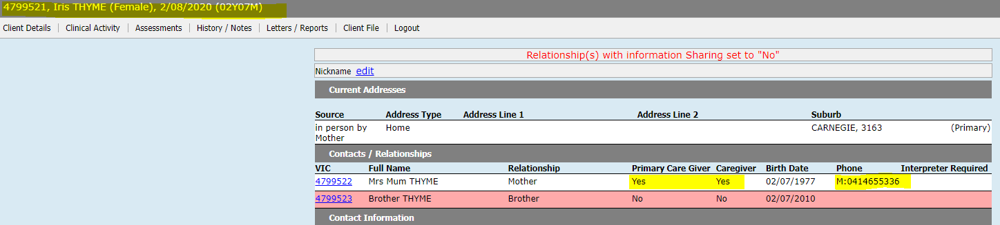 4799521, Iris THYME (Female), 2/08/2020 (02Y07M)
Client Details Clinical Activity Assessments History / Notes Letters / Reports Client File Logout
Relationship(s) with information Sharing set to "No"
Nickname edit
Current Addresses
Source Address Type Address Line 1 Address Line 2 Suburb
in person by Home CARNEGIE, 3163 (Primary)
Mother
Contacts / Relationships
VIC Full Name Relationship Primary Care Giver Caregiver Birth Date Phone Interpreter Required
4799522 Mrs Mum THYME Mother Yes Yes 02/07/1977 M:0414655336
4799523 Brother THYME Brother No No 02/07/2010
Contact Information